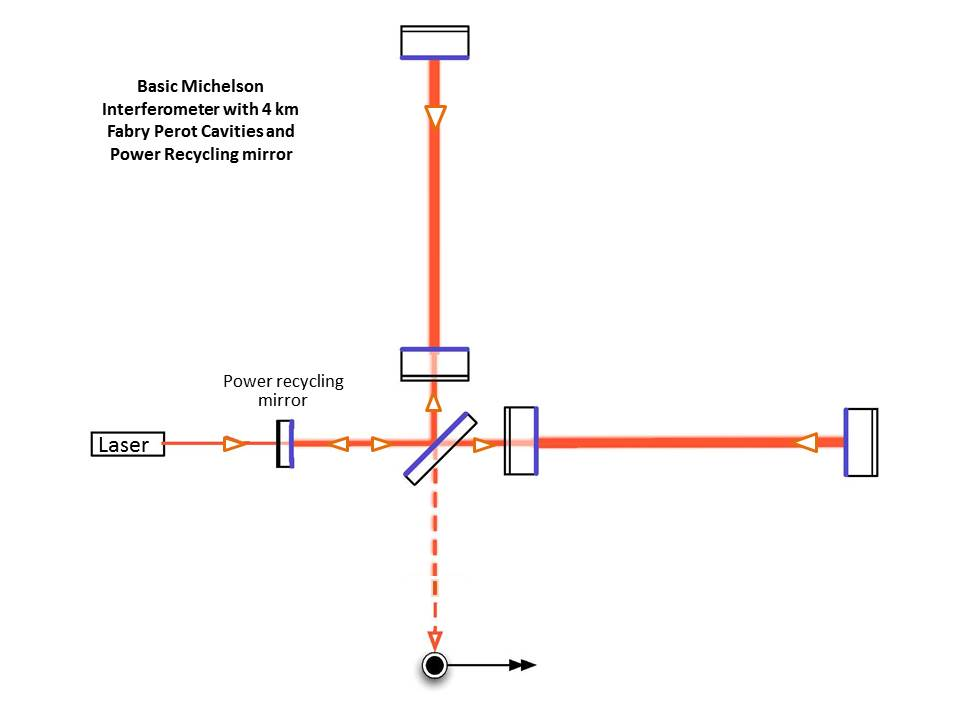 Basic Michelson
Interferometer with 4 km
Fabry Perot Cavities and
Power Recycling mirror
Power recycling
mirror
Laser